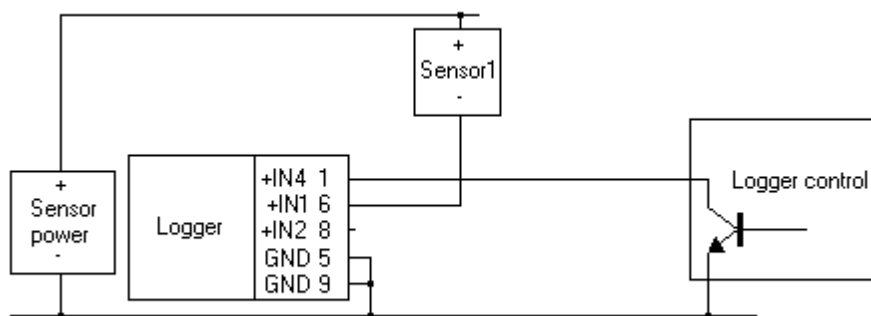 +
Sensor1
-
+
Sensor
power
-
Logger
+IN4 1
+IN1 6
+IN2 8
GND 5
GND 9
Logger control